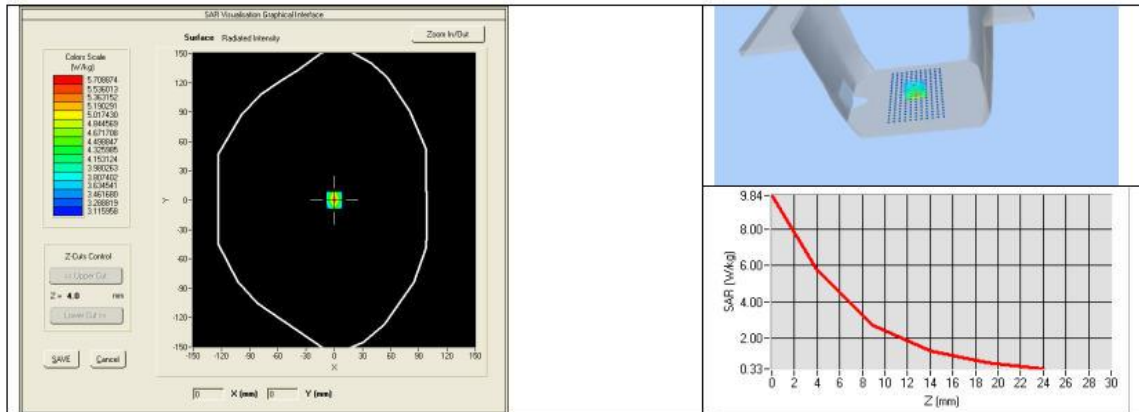 SAR Visualisation Graphical Interface
Surface Radiated Intensity
Zoom In/Out
Colors Scale
(W/kg)
5.708874
5.536013
5.363152
5.190291
5.017430
4.844569
4.671708
4.498847
4.325985
4.153124
3.980263
3.807402
3.634541
3.461680
3.288819
3.115958
Z-Cuts Control
<< Upper Cut
Z = 4.0 mm
Lower Cut >>
SAVE Cancel
150
120
90
60
30
0
-30
-60
-90
-120
-150
Y
-150 -120 -90 -60 -30 0 30 60 90 120 150
X
0 X (mm) 0 Y (mm)
9.84
8.00
6.00
4.00
2.00
0.33
SAR (W/kg)
0 2 4 6 8 10 12 14 16 18 20 22 24 26 28 30
Z (mm)